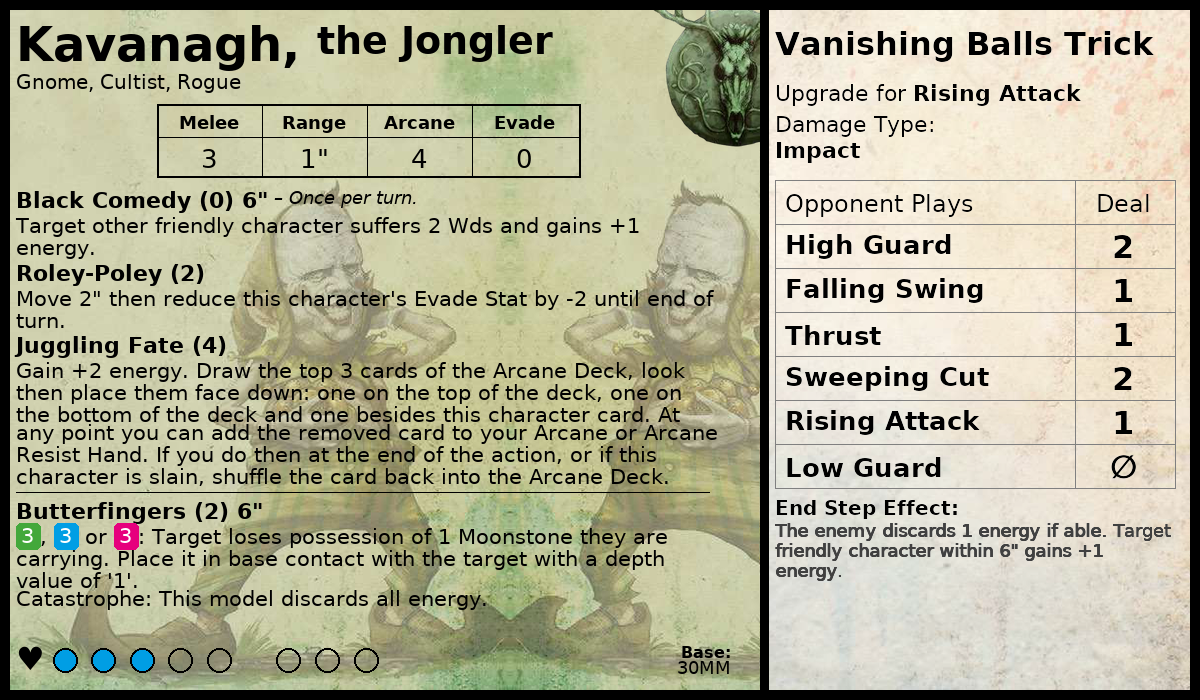 Kavanagh, the Jongler
Gnome, Cultist, Rogue
Melee Range Arcane Evade
3 1" 4 0
Black Comedy (0) 6" – Once per turn.
Target other friendly character suffers 2 Wds and gains +1
energy.
Roley-Poley (2)
Move 2" then reduce this character's Evade Stat by -2 until end of
turn.
Juggling Fate (4)
Gain +2 energy. Draw the top 3 cards of the Arcane Deck, look
then place them face down: one on the top of the deck, one on
the bottom of the deck and one besides this character card. At
any point you can add the removed card to your Arcane or Arcane
Resist Hand. If you do then at the end of the action, or if this
character is slain, shuffle the card back into the Arcane Deck.
Butterfingers (2) 6"
3, 3 or 3: Target loses possession of 1 Moonstone they are
carrying. Place it in base contact with the target with a depth
value of '1'.
Catastrophe: This model discards all energy.
Base:
30MM
Vanishing Balls Trick
Upgrade for Rising Attack
Damage Type:
Impact
Opponent Plays Deal
High Guard 2
Falling Swing 1
Thrust 1
Sweeping Cut 2
Rising Attack 1
Low Guard ∅
End Step Effect:
The enemy discards 1 energy if able. Target
friendly character within 6" gains +1
energy.